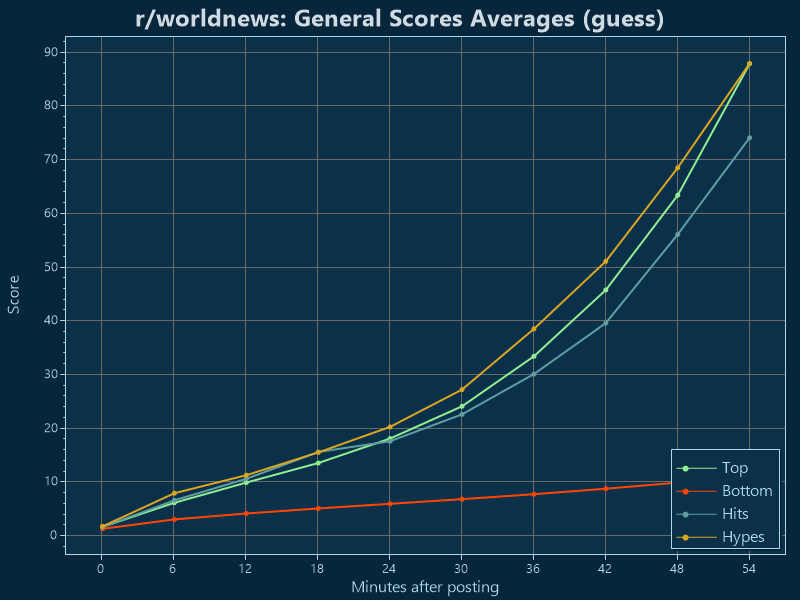 r/worldnews: General Scores Averages (guess)
90
80
70
60
50
40
30
20
10
0
Score
0 6 12 18 24 30 36 42 48 54
Minutes after posting
Top
Bottom
Hits
Hypes